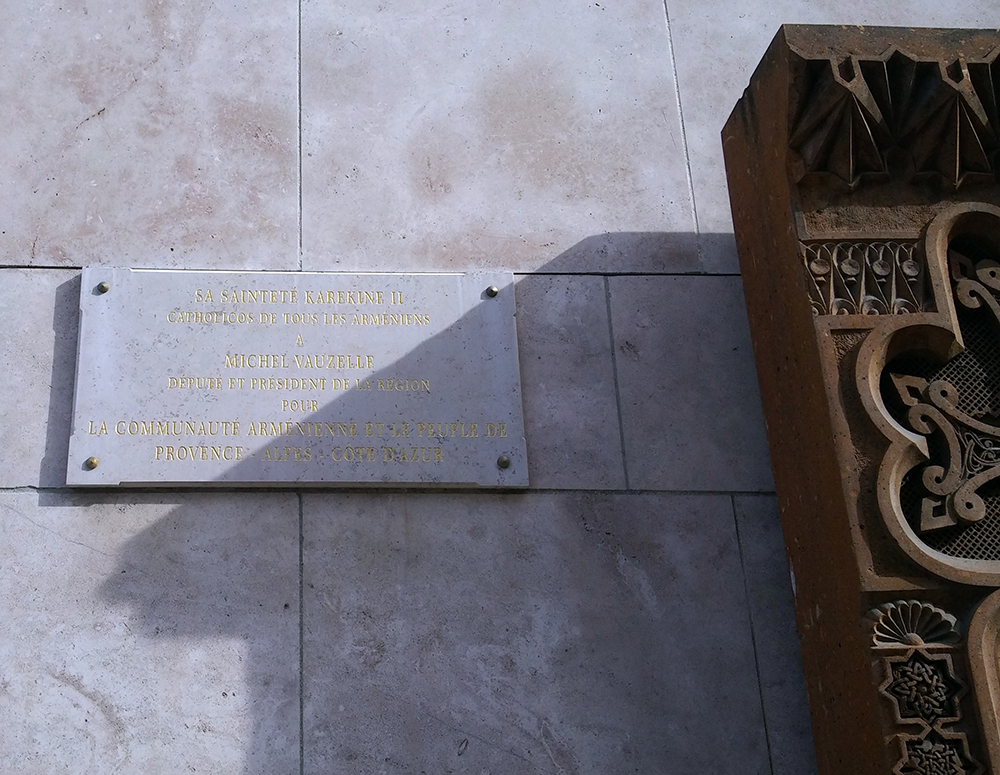 SA SAINTETÉ KAREKINE II
CATHOLICOS DE TOUS LES ARMÉNIENS
A
MICHEL VAUZELLE
DÉPUTÉ ET PRÉSIDENT DE LA RÉGION
POUR
LA COMMUNAUTÉ ARMÉNIENNE ET LE PEUPLE DE
PROVENCE - ALPES - CÔTE D'AZUR